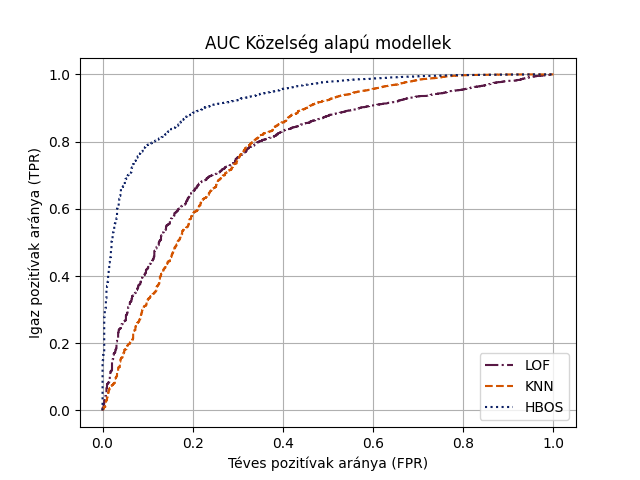 AUC Közelség alapú modellek
Igaz pozitívak aránya (TPR)
1.0
0.8
0.6
0.4
0.2
0.0
0.0 0.2 0.4 0.6 0.8 1.0
Téves pozitívak aránya (FPR)
LOF
KNN
HBOS